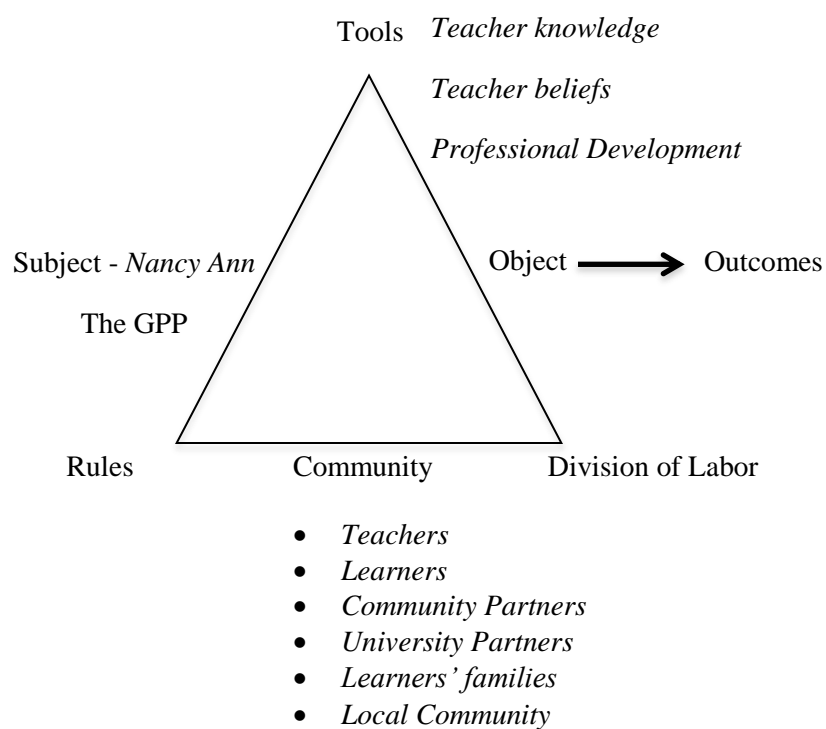 Tools Teacher knowledge
Teacher beliefs
Professional Development
Subject - Nancy Ann
Object Outcomes
The GPP
Rules Community Division of Labor
• Teachers
• Learners
• Community Partners
• University Partners
• Learners’ families
• Local Community